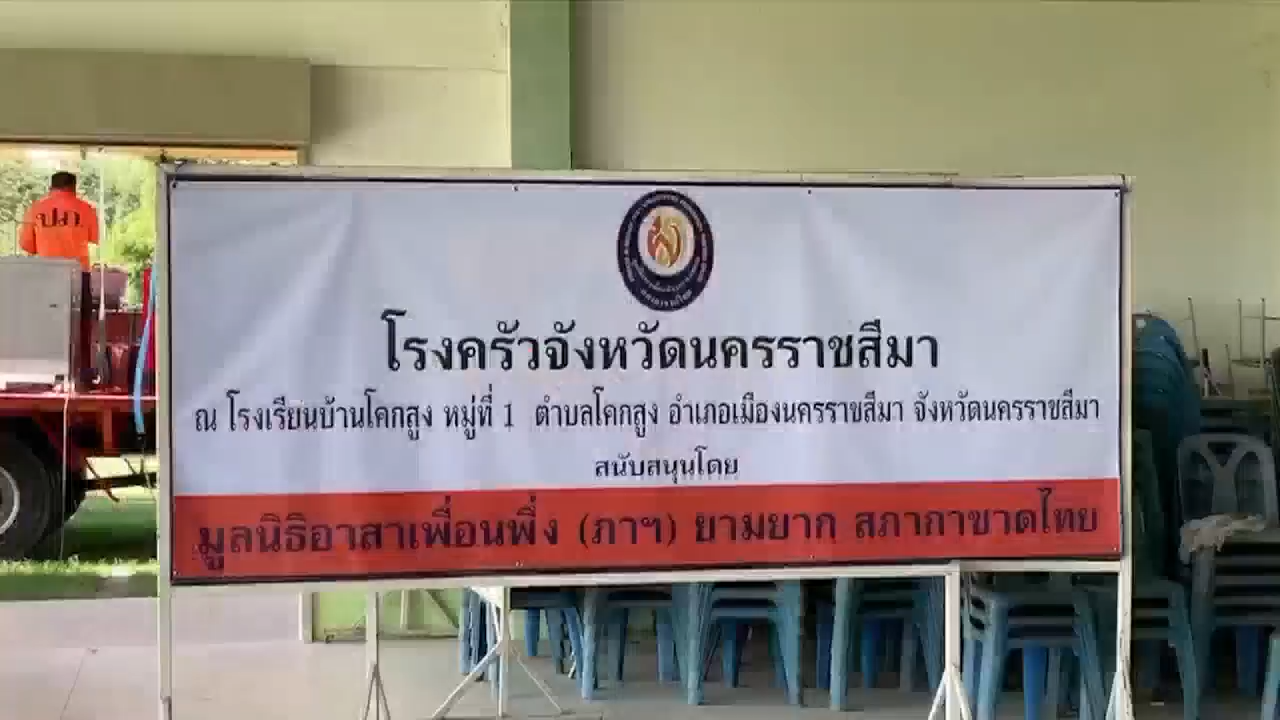 ปภ.
โรงครัวจังหวัดนครราชสีมา
ณ โรงเรียนบ้านโคกสูง หมู่ที่ 1 ตำบลโคกสูง อำเภอเมืองนครราชสีมา จังหวัดนครราชสีมา
สนับสนุนโดย
มูลนิธิอาสาเพื่อนพึ่ง (ภาฯ) ยามยาก สภากาชาดไทย